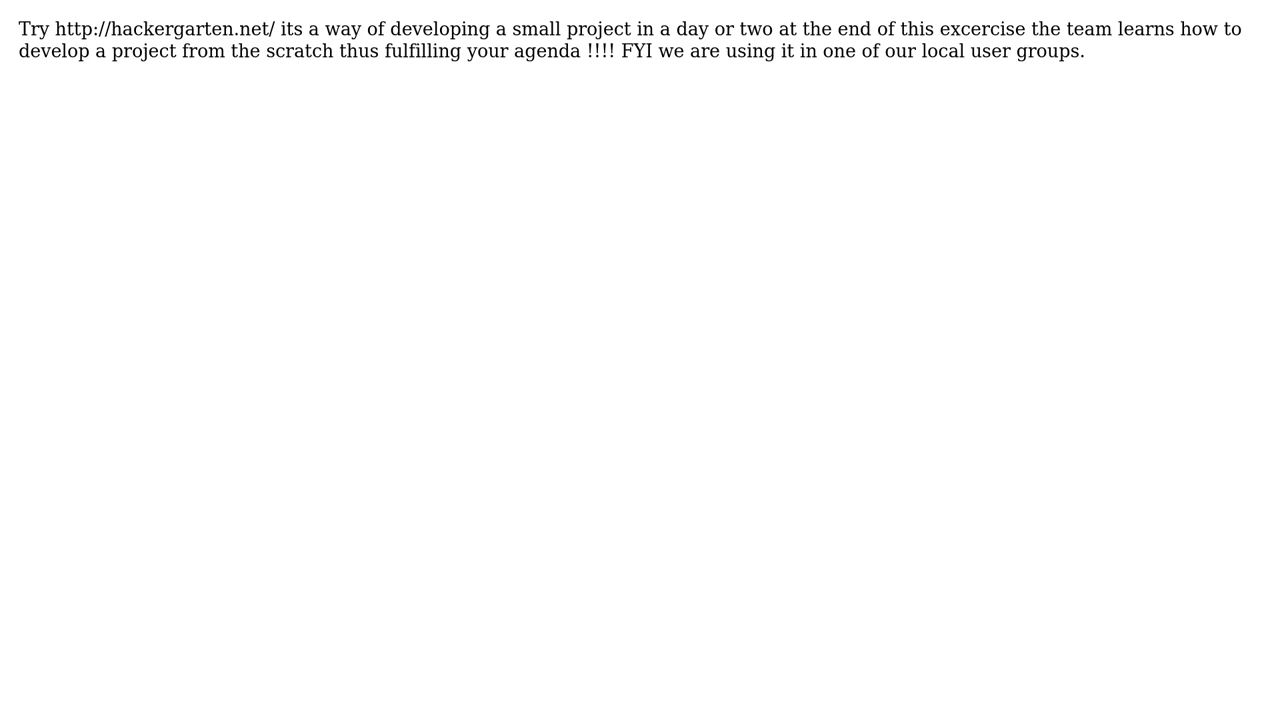 Try http://hackergarten.net/ its a way of developing a small project in a day or two at the end of this excercise the team learns how to
develop a project from the scratch thus fulfilling your agenda !!!! FYI we are using it in one of our local user groups.